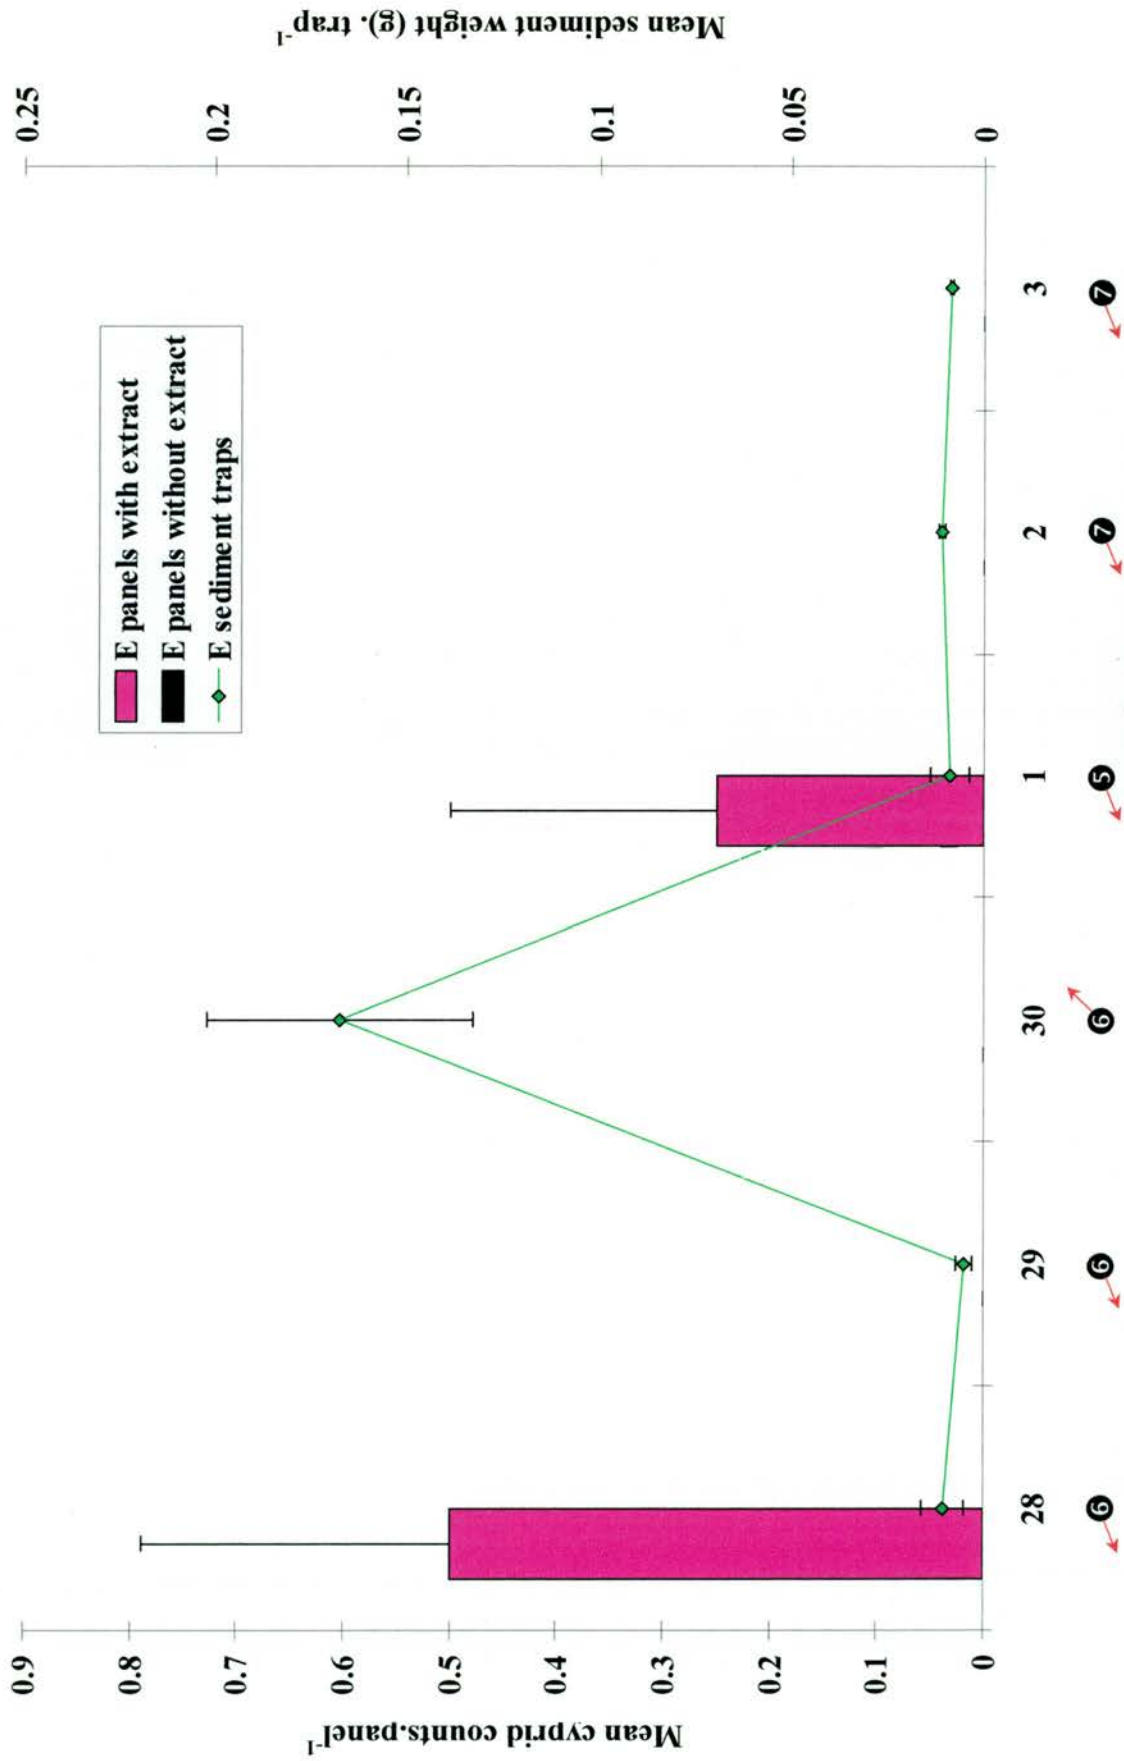 Mean cyprid counts.panel⁻¹
0.9
0.8
0.7
0.6
0.5
0.4
0.3
0.2
0.1
0
E panels with extract
E panels without extract
E sediment traps
Mean sediment weight (g). trap⁻¹
0.25
0.2
0.15
0.1
0.05
0
28 29 30 1 2 3
6 6 6 5 7 7